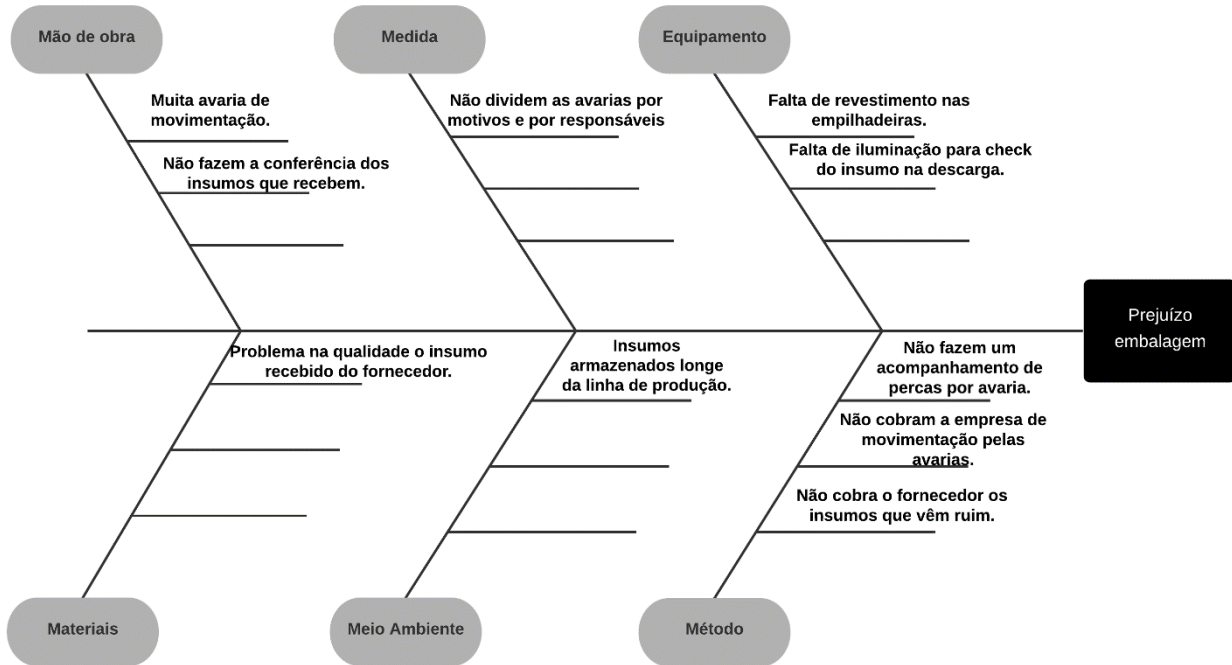 Mão de obra
Medida
Equipamento
Muita avaria de
movimentação.
Não fazem a conferência dos
insumos que recebem.
Não dividem as avarias por
motivos e por responsáveis
Falta de revestimento nas
empilhadeiras.
Falta de iluminação para check
do insumo na descarga.
Prejuízo
embalagem
Problema na qualidade o insumo
recebido do fornecedor.
Insumos
armazenados longe
da linha de produção.
Não fazem um
acompanhamento de
percas por avaria.
Não cobram a empresa de
movimentação pelas
avarias.
Não cobra o fornecedor os
insumos que vêm ruim.
Materiais
Meio Ambiente
Método